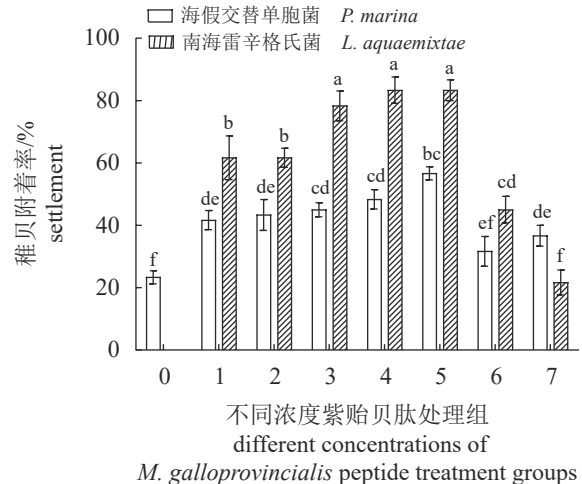 海假交替单胞菌 P. marina
南海雷辛格氏菌 L. aquaemixtae
100
80
60
40
20
0
稚贝附着率/%
settlement
f
de
b
de
b
cd
a
cd
a
bc
a
ef
cd
de
f
0 1 2 3 4 5 6 7
不同浓度紫贻贝肽处理组
different concentrations of
M. galloprovincialis peptide treatment groups